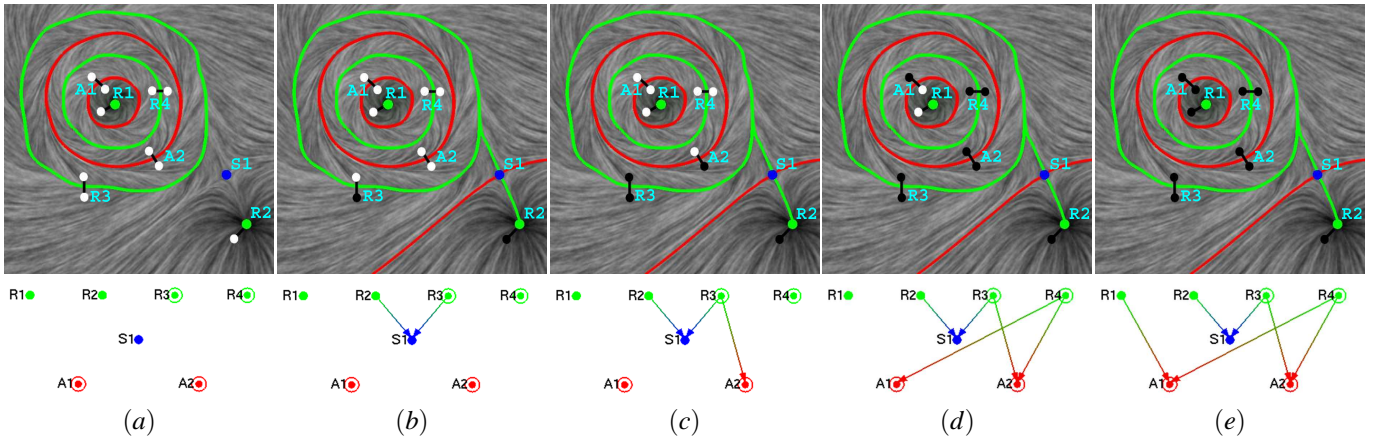 A1 R1 R4 A2 S1 R3 R2
A1 R1 R4 A2 S1 R3 R2
A1 R1 R4 A2 S1 R3 R2
A1 R1 R4 A2 S1 R3 R2
A1 R1 R4 A2 S1 R3 R2
R1 R2 R3 R4 R1 R2 R3 R4 R1 R2 R3 R4 R1 R2 R3 R4 R1 R2 R3 R4
S1 S1 S1 S1 S1
A1 A2 A1 A2 A1 A2 A1 A2 A1 A2
(a) (b) (c) (d) (e)